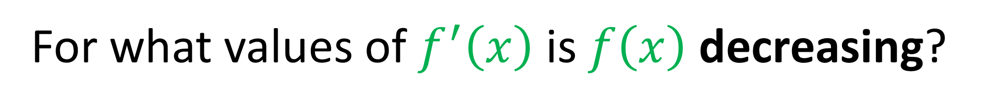 For what values of f′(x) is f(x) decreasing?